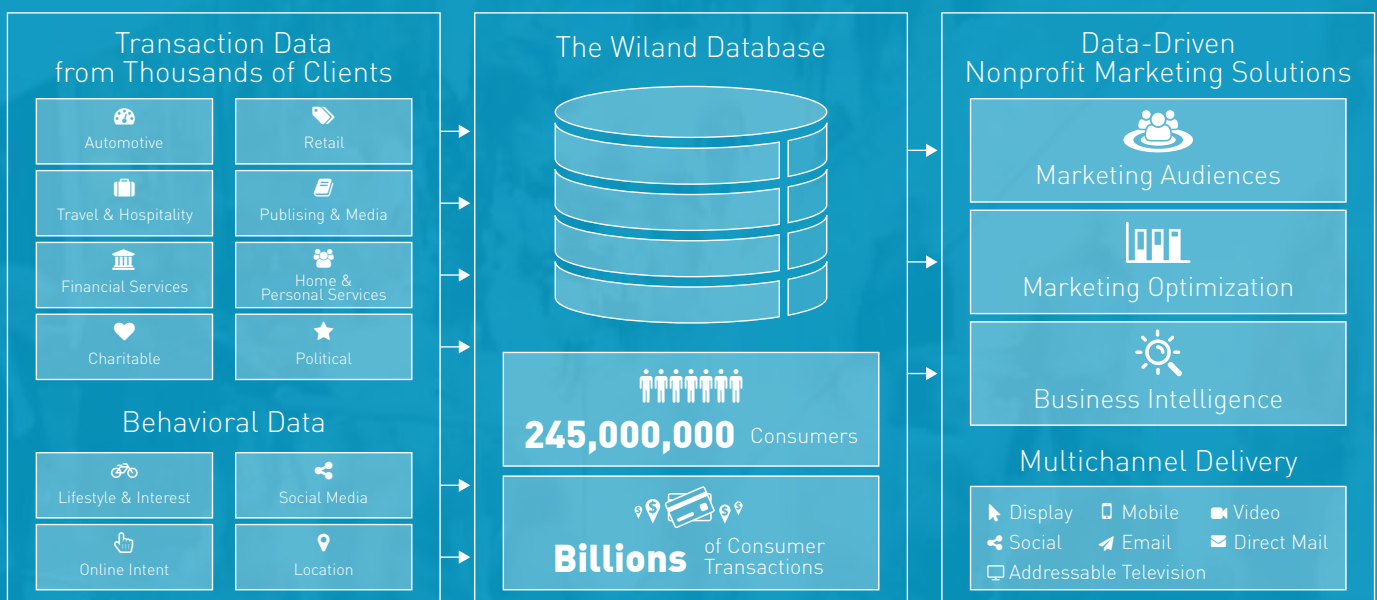 Transaction Data
from Thousands of Clients
Automotive
Retail
Travel & Hospitality
Publising & Media
Financial Services
Home &
Personal Services
Charitable
Political
Behavioral Data
Lifestyle & Interest
Social Media
Online Intent
Location
The Wiland Database
245,000,000 Consumers
Billions of Consumer
Transactions
Data-Driven
Nonprofit Marketing Solutions
Marketing Audiences
Marketing Optimization
Business Intelligence
Multichannel Delivery
Display Mobile Video
Social Email Direct Mail
Addressable Television